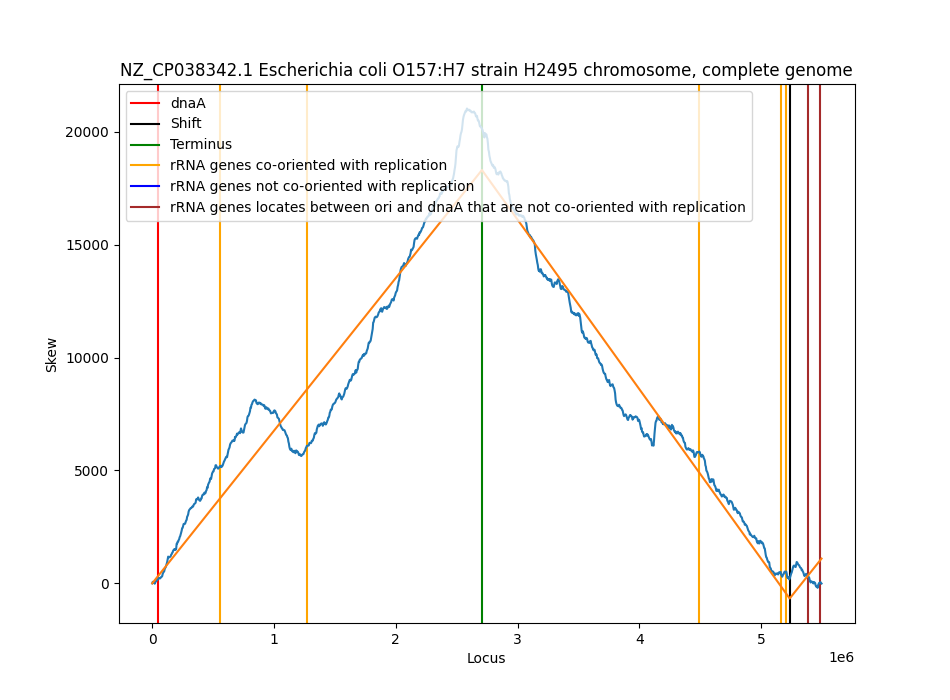 NZ_CP038342.1 Escherichia coli O157:H7 strain H2495 chromosome, complete genome
dnaA
Shift
Terminus
rRNA genes co-oriented with replication
rRNA genes not co-oriented with replication
rRNA genes locates between ori and dnaA that are not co-oriented with replication
20000
15000
10000
5000
0
Skew
0 1 2 3 4 5
1e6
Locus